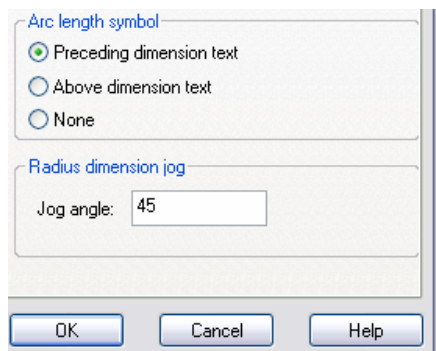 Arc length symbol
Preceding dimension text
Above dimension text
None
Radius dimension jog
Jog angle: 45
OK Cancel Help